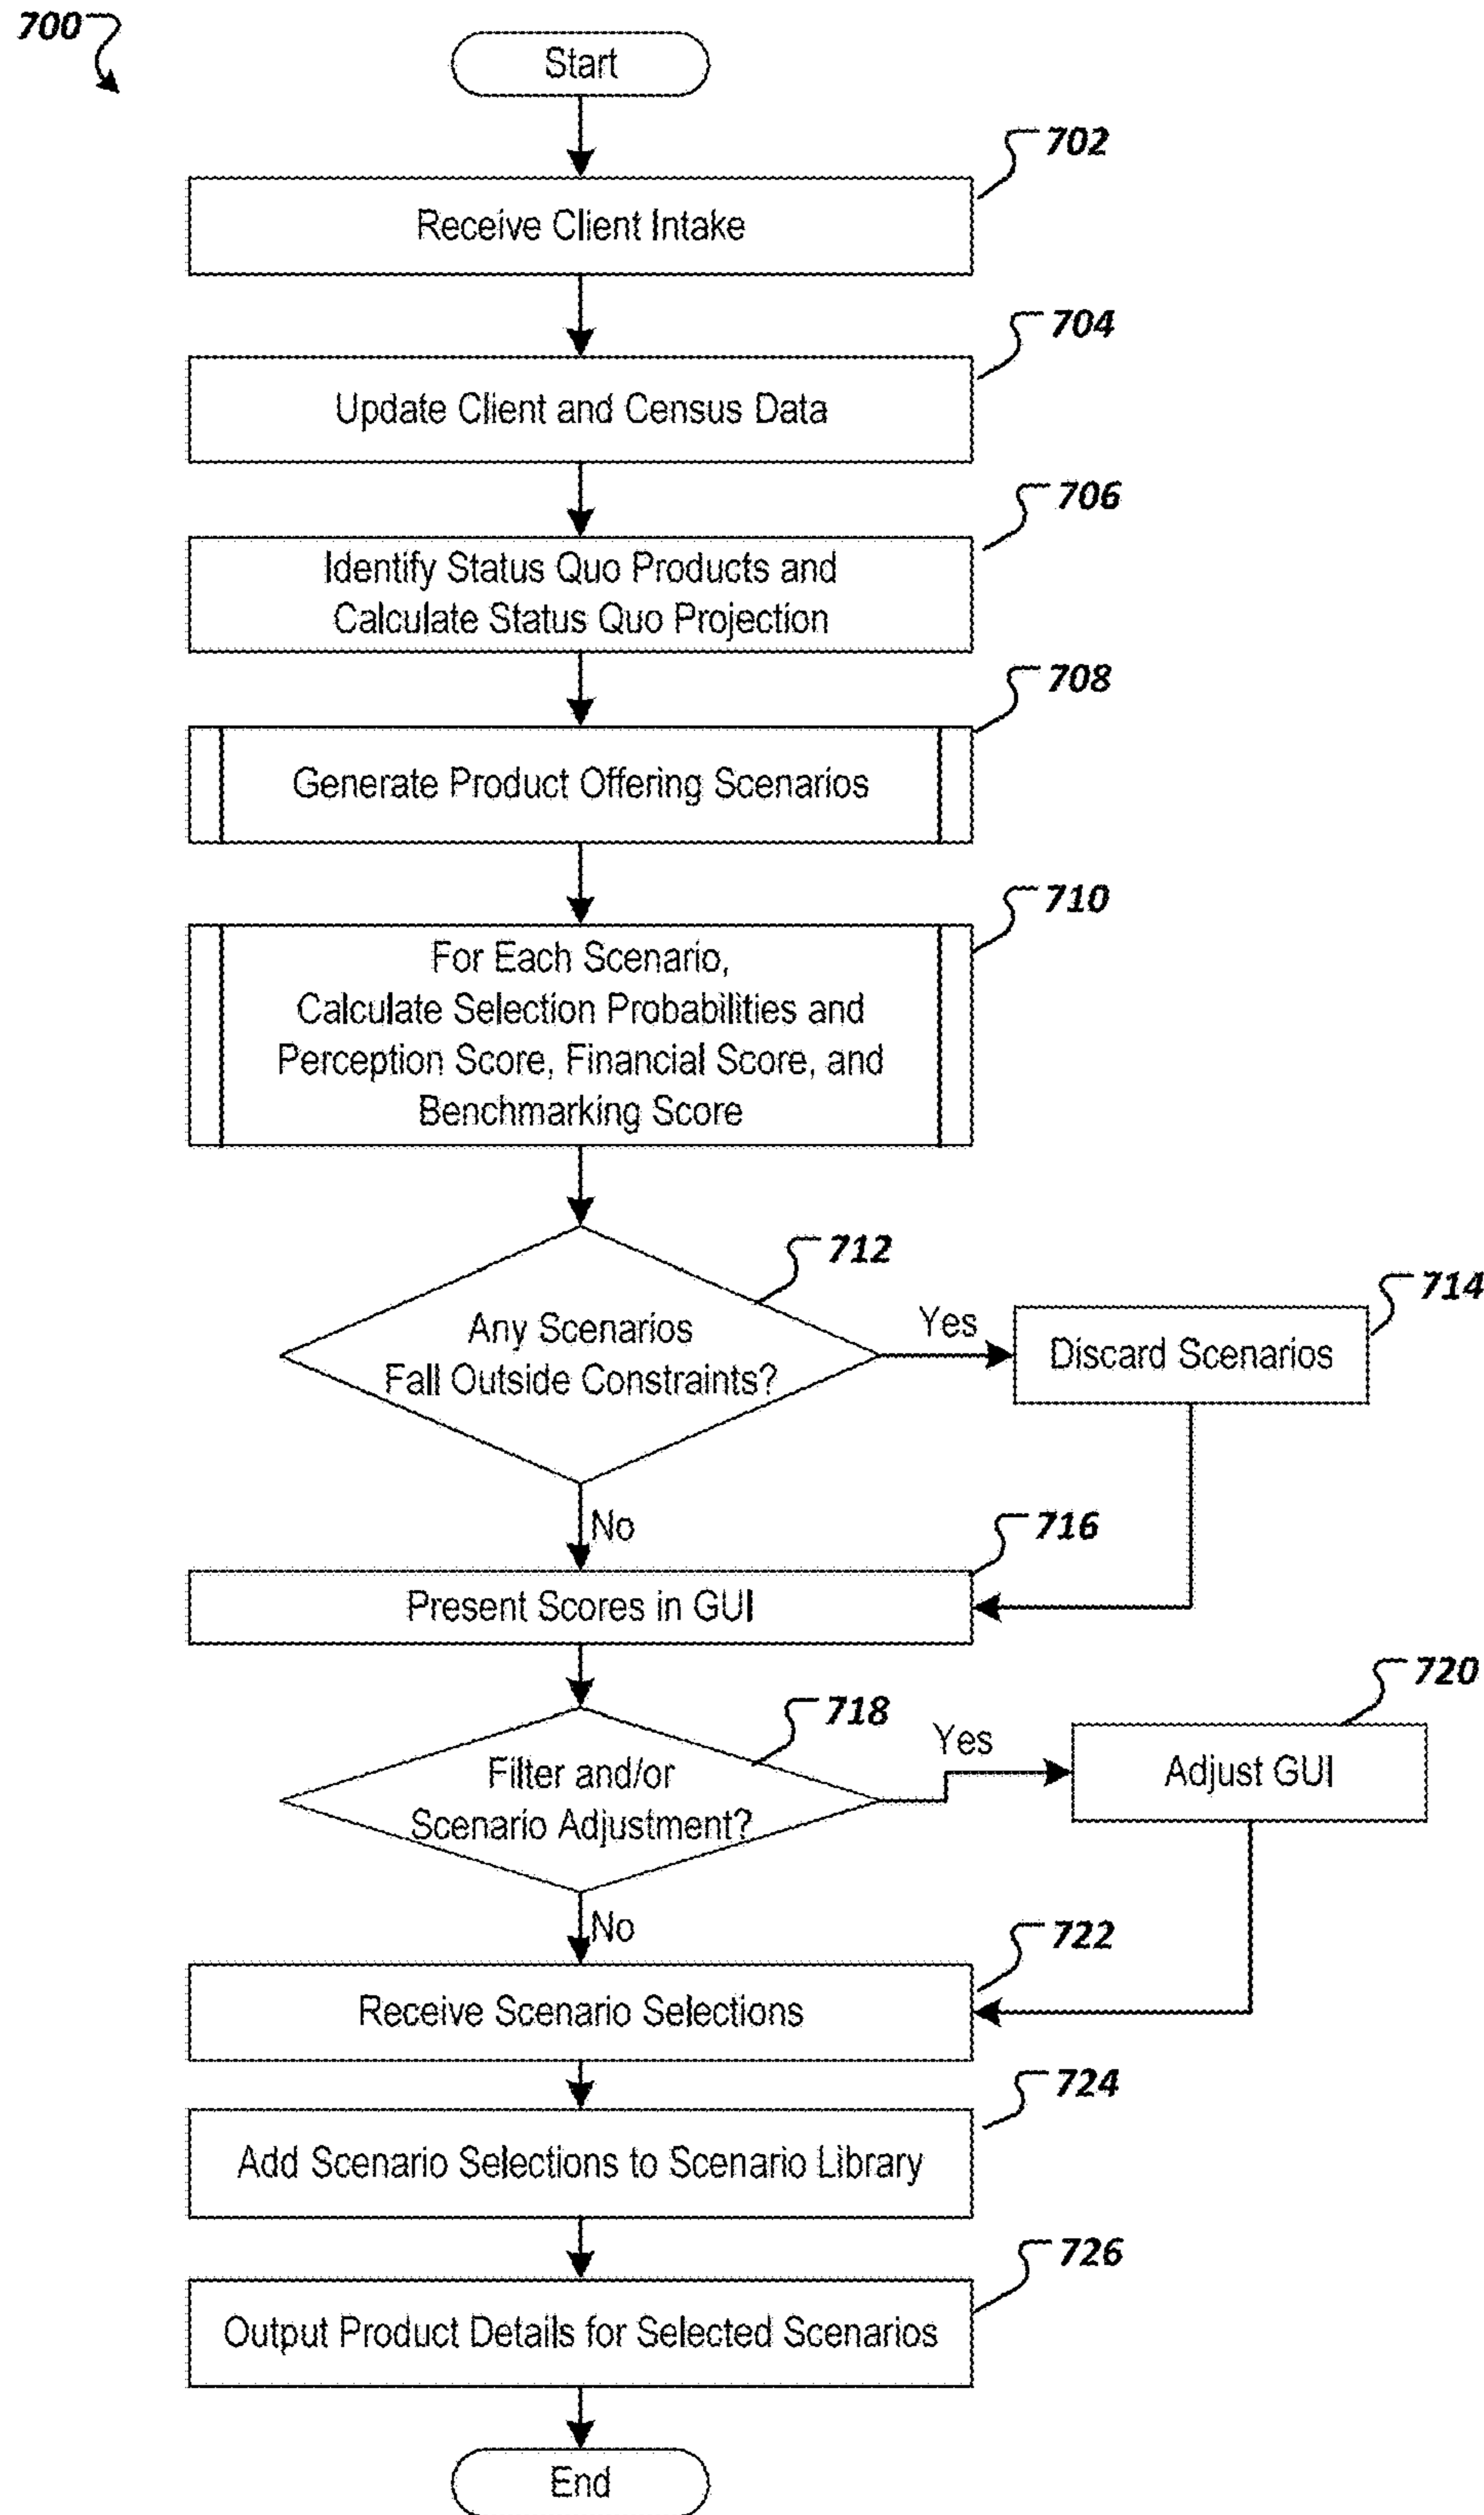 700
Start
702
Receive Client Intake
704
Update Client and Census Data
706
Identify Status Quo Products and
Calculate Status Quo Projection
708
Generate Product Offering Scenarios
710
For Each Scenario,
Calculate Selection Probabilities and
Perception Score, Financial Score, and
Benchmarking Score
712
Any Scenarios
Fall Outside Constraints?
Yes
714
Discard Scenarios
No
716
Present Scores in GUI
718
Filter and/or
Scenario Adjustment?
Yes
720
Adjust GUI
No
722
Receive Scenario Selections
724
Add Scenario Selections to Scenario Library
726
Output Product Details for Selected Scenarios
End